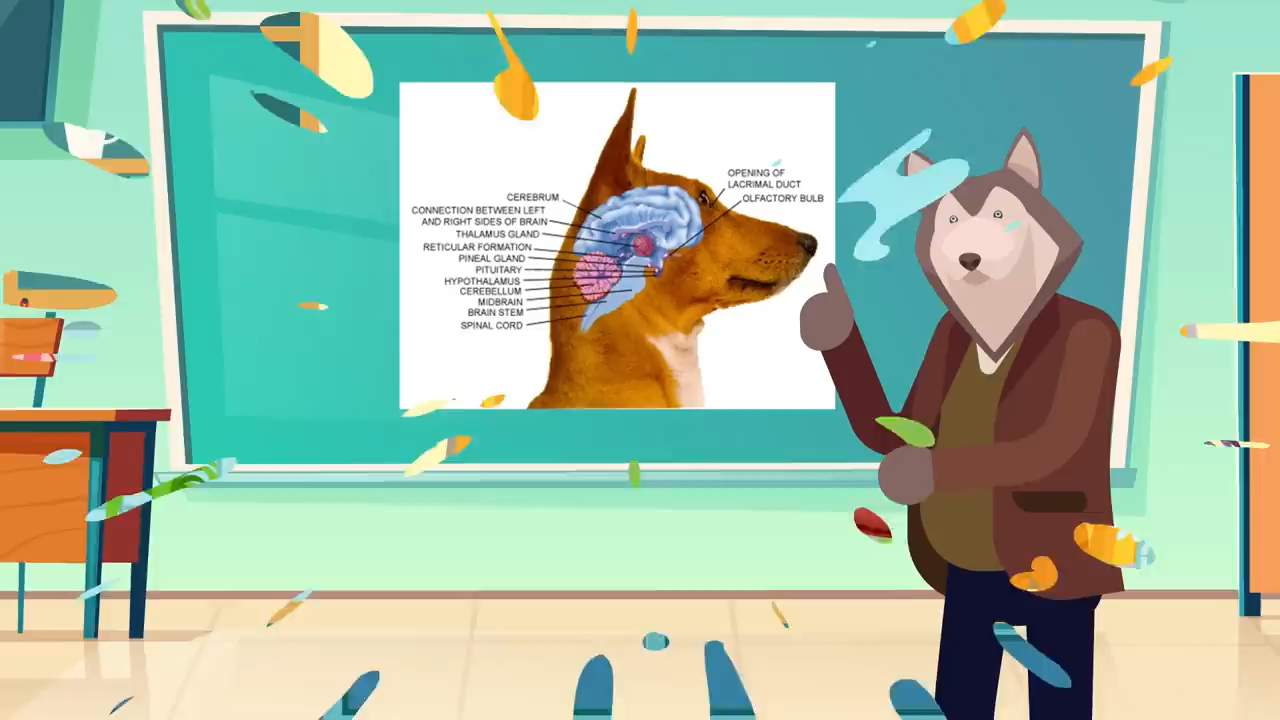 CEREBRUM
CONNECTION BETWEEN LEFT
AND RIGHT SIDES OF BRAIN
THALAMUS GLAND
RETICULAR FORMATION
PINEAL GLAND
PITUITARY
HYPOTHALAMUS
CEREBELLUM
MIDBRAIN
BRAIN STEM
SPINAL CORD
OPENING OF
LACRIMAL DUCT
OLFACTORY BULB